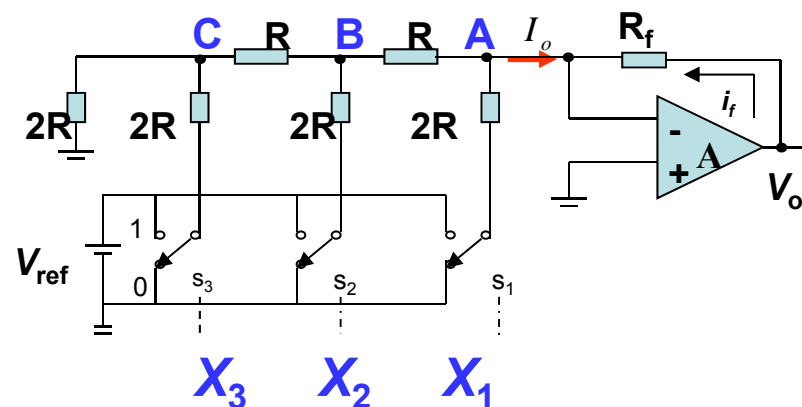 C R B R A I_o R_f
2R 2R 2R 2R i_f
- A
+
V_o
1
V_ref
0 s_3 s_2 s_1
X_3 X_2 X_1